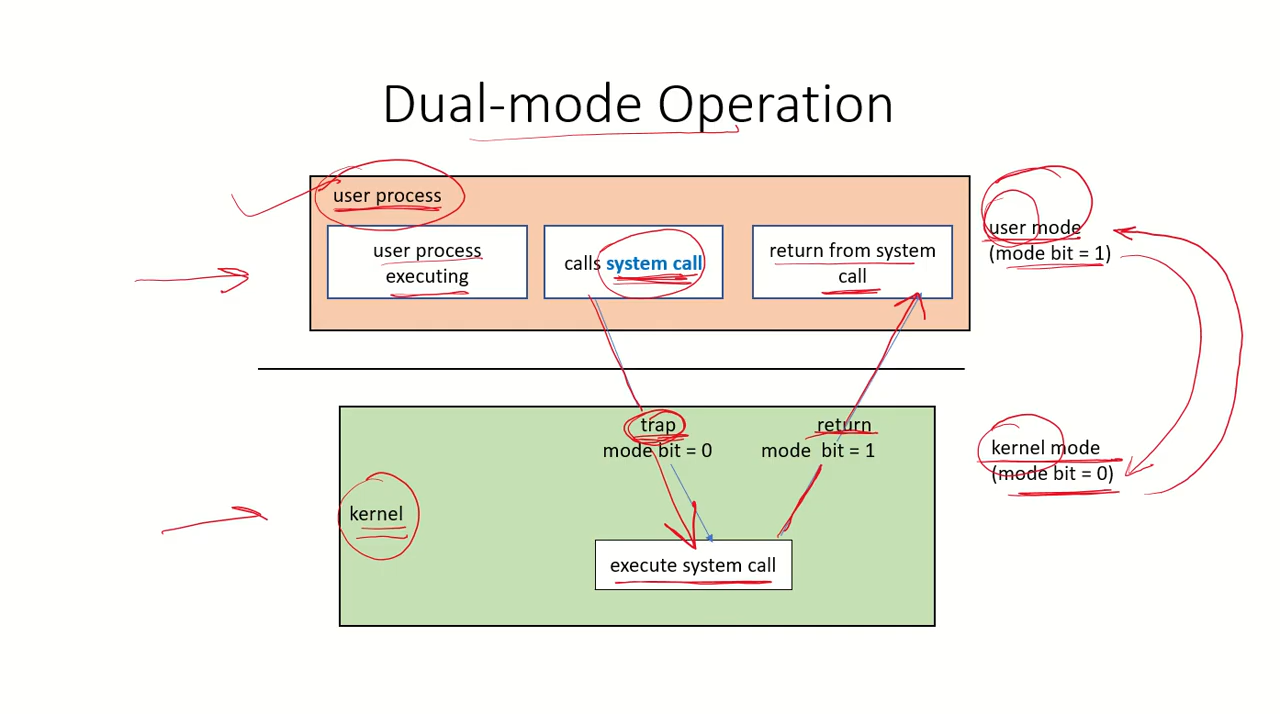 Dual-mode Operation
user process
user process
executing
calls system call
return from system
call
user mode
(mode bit = 1)
trap
mode bit = 0
return
mode bit = 1
kernel mode
(mode bit = 0)
kernel
execute system call